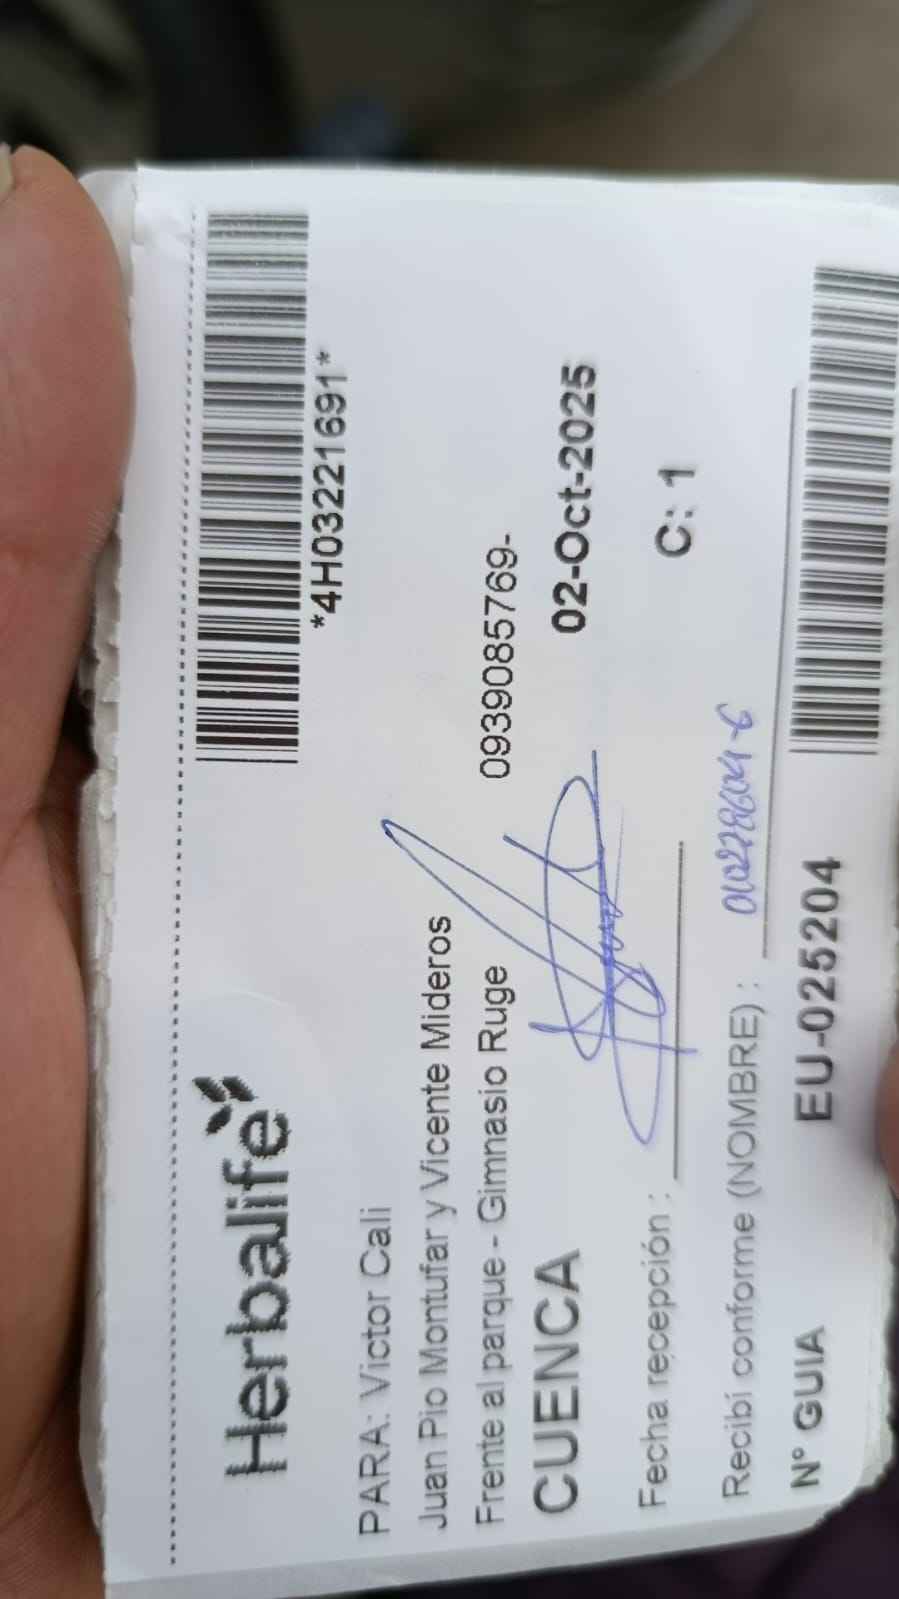 Herbalife
*4H03221691*
PARA: Victor Cali
Juan Pio Montufar y Vicente Mideros
Frente al parque - Gimnasio Ruge 0939085769-
CUENCA 02-Oct-2025
Fecha recepción : C: 1
Recibí conforme (NOMBRE) :
N° GUIA EU-025204